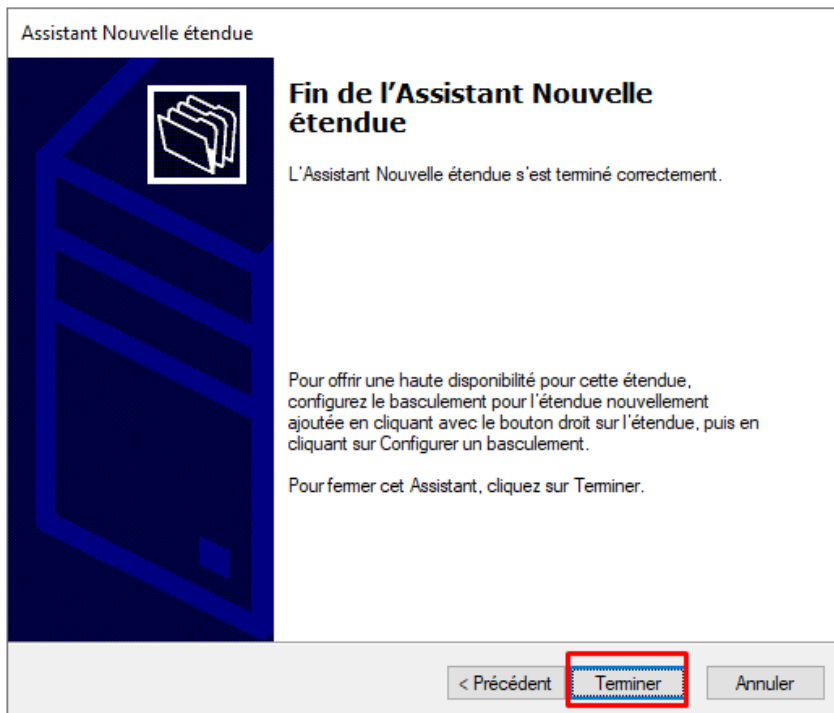 Assistant Nouvelle étendue
Fin de l'Assistant Nouvelle
étendue
L'Assistant Nouvelle étendue s'est terminé correctement.
Pour offrir une haute disponibilité pour cette étendue,
configurez le basculement pour l'étendue nouvellement
ajoutée en cliquant avec le bouton droit sur l'étendue, puis en
cliquant sur Configurer un basculement.
Pour fermer cet Assistant, cliquez sur Terminer.
< Précédent Terminer Annuler